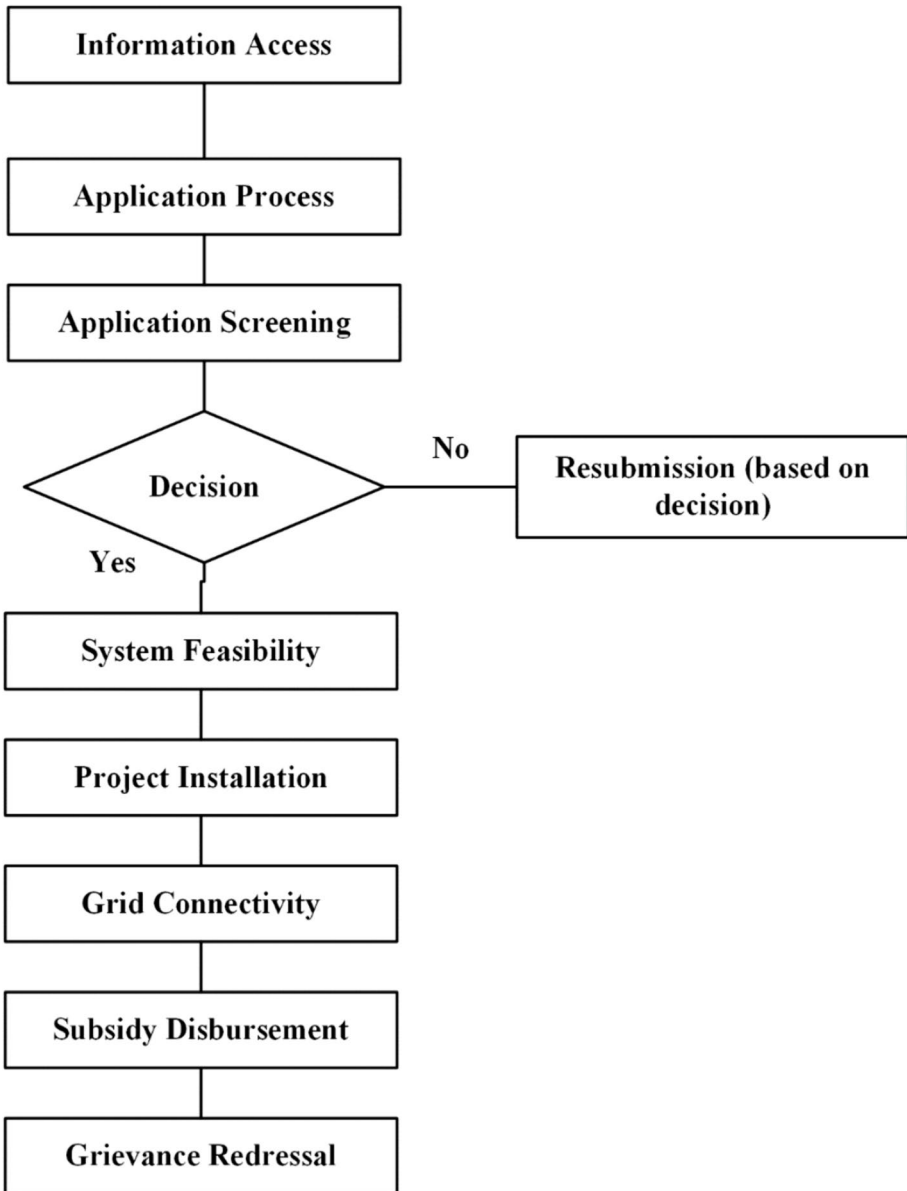 Information Access
Application Process
Application Screening
Decision
No
Resubmission (based on
decision)
Yes
System Feasibility
Project Installation
Grid Connectivity
Subsidy Disbursement
Grievance Redressal